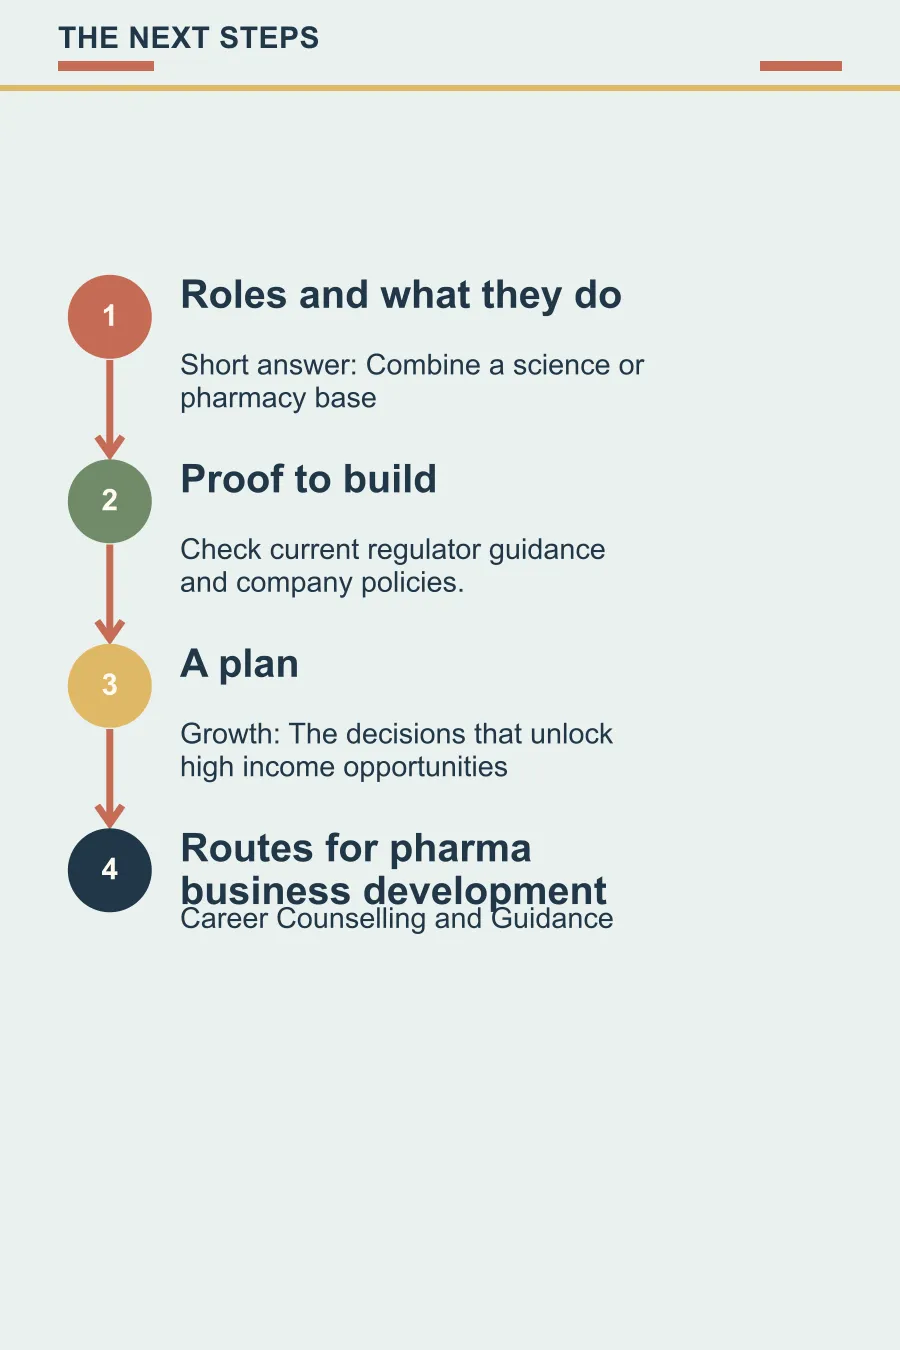 THE NEXT STEPS
1
Roles and what they do
Short answer: Combine a science or
pharmacy base
2
Proof to build
Check current regulator guidance
and company policies.
3
A plan
Growth: The decisions that unlock
high income opportunities
4
Routes for pharma
business development
Career Counselling and Guidance